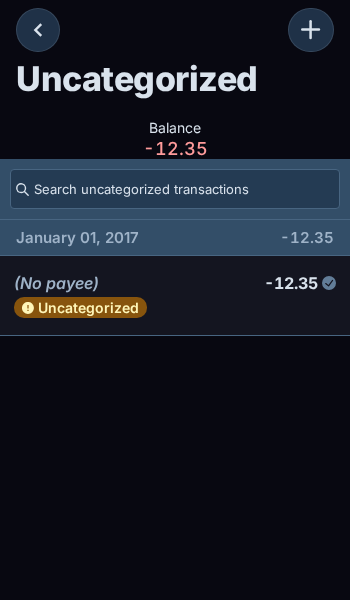 Uncategorized
Balance
-12.35
Search uncategorized transactions
January 01, 2017 -12.35
(No payee) -12.35
Uncategorized